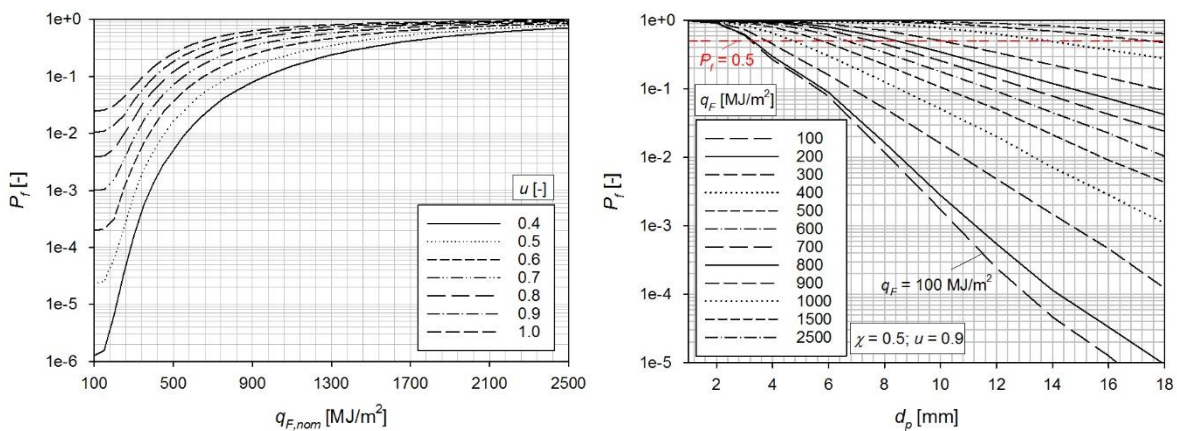 1e+0
1e-1
1e-2
1e-3
1e-4
1e-5
1e-6
P_f [-]
u [-]
0.4
0.5
0.6
0.7
0.8
0.9
1.0
100 500 900 1300 1700 2100 2500
q_F,nom [MJ/m²]
1e+0
1e-1
1e-2
1e-3
1e-4
1e-5
P_f [-]
P_f = 0.5
q_F [MJ/m²]
100
200
300
400
500
600
700
800
900
1000
1500
2500
q_F = 100 MJ/m²
χ = 0.5; u = 0.9
2 4 6 8 10 12 14 16 18
d_p [mm]